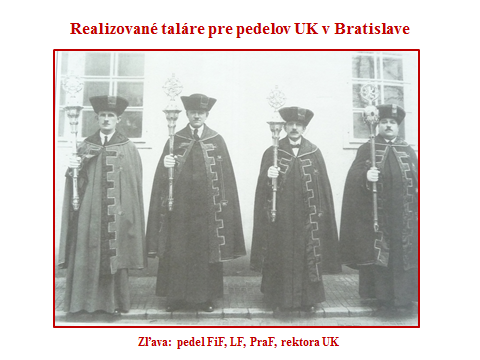 Realizované taláre pre pedelov UK v Bratislave
Zľava: pedel FiF, LF, PraF, rektora UK